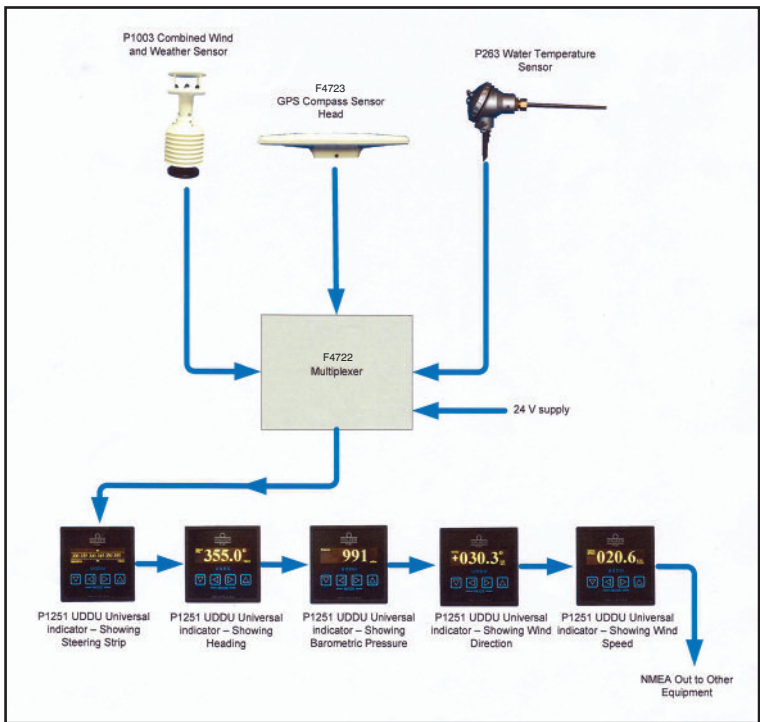 P1003 Combined Wind
and Weather Sensor
F4723
GPS Compass Sensor
Head
P263 Water Temperature
Sensor
F4722
Multiplexer
24 V supply
355.0
991
+030.3
020.6
P1251 UDDU Universal
indicator – Showing
Steering Strip
P1251 UDDU Universal
indicator – Showing
Heading
P1251 UDDU Universal
indicator – Showing
Barometric Pressure
P1251 UDDU Universal
indicator – Showing Wind
Direction
P1251 UDDU Universal
indicator – Showing Wind
Speed
NMEA Out to Other
Equipment